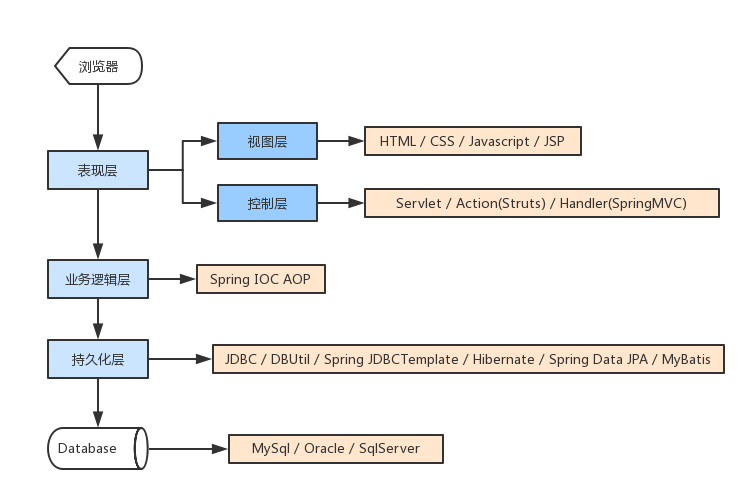 浏览器
视图层
HTML / CSS / Javascript / JSP
表现层
控制层
Servlet / Action(Struts) / Handler(SpringMVC)
业务逻辑层
Spring IOC AOP
持久化层
JDBC / DBUtil / Spring JDBCTemplate / Hibernate / Spring Data JPA / MyBatis
Database
MySql / Oracle / SqlServer